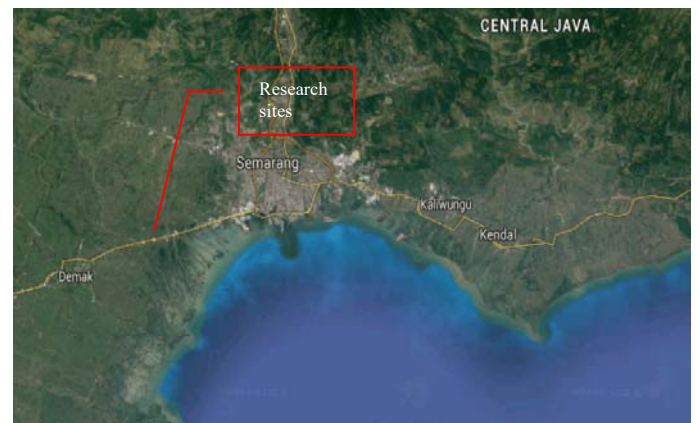 CENTRAL JAVA
Research
sites
Semarang
Kaliwungu
Kendal
Demak